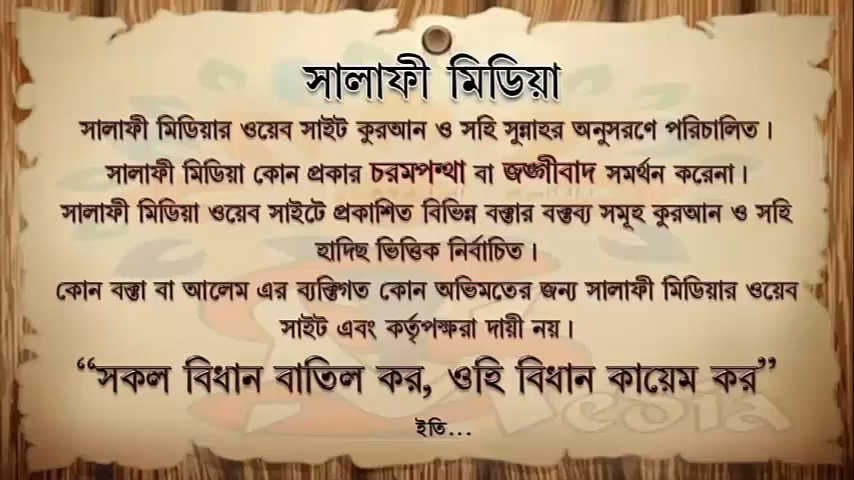 সালাফী মিডিয়া
সালাফী মিডিয়ার ওয়েব সাইট কুরআন ও সহি সুন্নাহর অনুসরণে পরিচালিত।
সালাফী মিডিয়া কোন প্রকার চরমপন্থা বা জঙ্গীবাদ সমর্থন করেনা।
সালাফী মিডিয়া ওয়েব সাইটে প্রকাশিত বিভিন্ন বক্তার বক্তব্য সমূহ কুরআন ও সহি
হাদিছ ভিত্তিক নির্বাচিত।
কোন বক্তা বা আলেম এর ব্যক্তিগত কোন অভিমতের জন্য সালাফী মিডিয়ার ওয়েব
সাইট এবং কর্তৃপক্ষরা দায়ী নয়।
“সকল বিধান বাতিল কর, ওহি বিধান কায়েম কর”
ইতি...